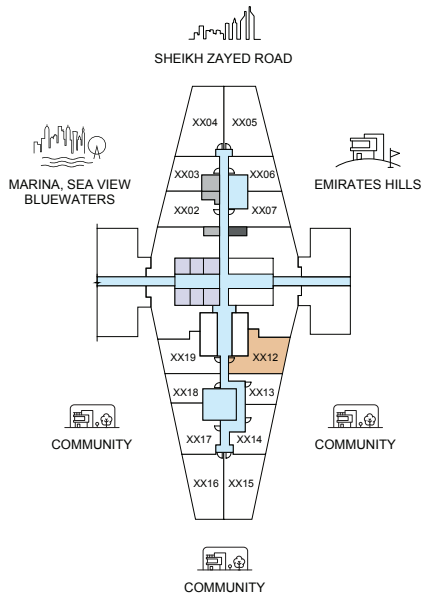 SHEIKH ZAYED ROAD
XX04
XX05
MARINA, SEA VIEW
BLUEWATERS
EMIRATES HILLS
XX03
XX06
XX02
XX07
XX19
XX12
XX18
XX13
COMMUNITY
COMMUNITY
XX17
XX14
XX16
XX15
COMMUNITY